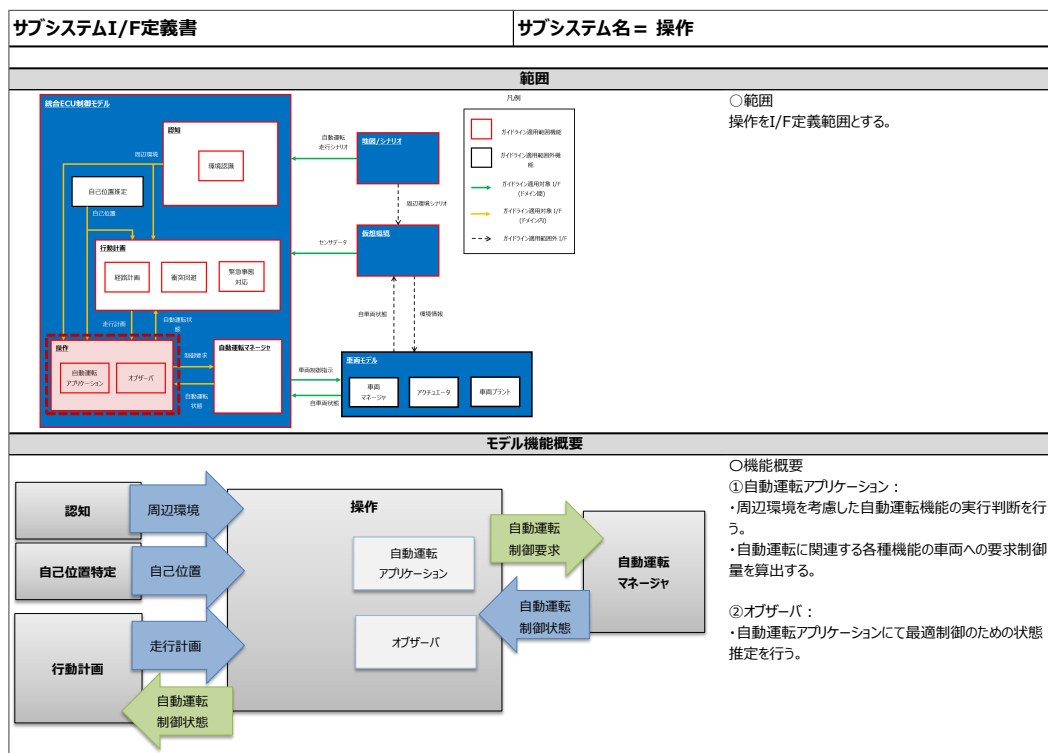 サブシステムI/F定義書
サブシステム名= 操作
範囲
統合ECU制御モデル
認知
環境認識
周辺環境
自己位置推定
自己位置
行動計画
経路計画
衝突回避
緊急事態
対応
走行計画
自動運転状
態
操作
自動運転
アプリケーション
オブザーバ
制御要求
自動運転
状態
自動運転マネージャ
自動運転
走行シナリオ
地図/シナリオ
周辺環境シナリオ
センサデータ
仮想環境
自車両状態
環境情報
車両制御指示
自車両状態
車両モデル
車両
マネージャ
アクチュエータ
車両プラント
凡例
ガイドライン適用範囲機能
ガイドライン適用範囲外機
能
ガイドライン適用対象 I/F
(ドメイン間)
ガイドライン適用対象 I/F
(ドメイン内)
ガイドライン適用範囲外 I/F
○範囲
操作をI/F定義範囲とする。
モデル機能概要
認知
周辺環境
自己位置特定
自己位置
行動計画
走行計画
自動運転
制御状態
操作
自動運転
アプリケーション
オブザーバ
自動運転
制御要求
自動運転
制御状態
自動運転
マネージャ
○機能概要
①自動運転アプリケーション：
・周辺環境を考慮した自動運転機能の実行判断を行
う。
・自動運転に関連する各種機能の車両への要求制御
量を算出する。
②オブザーバ：
・自動運転アプリケーションにて最適制御のための状態
推定を行う。